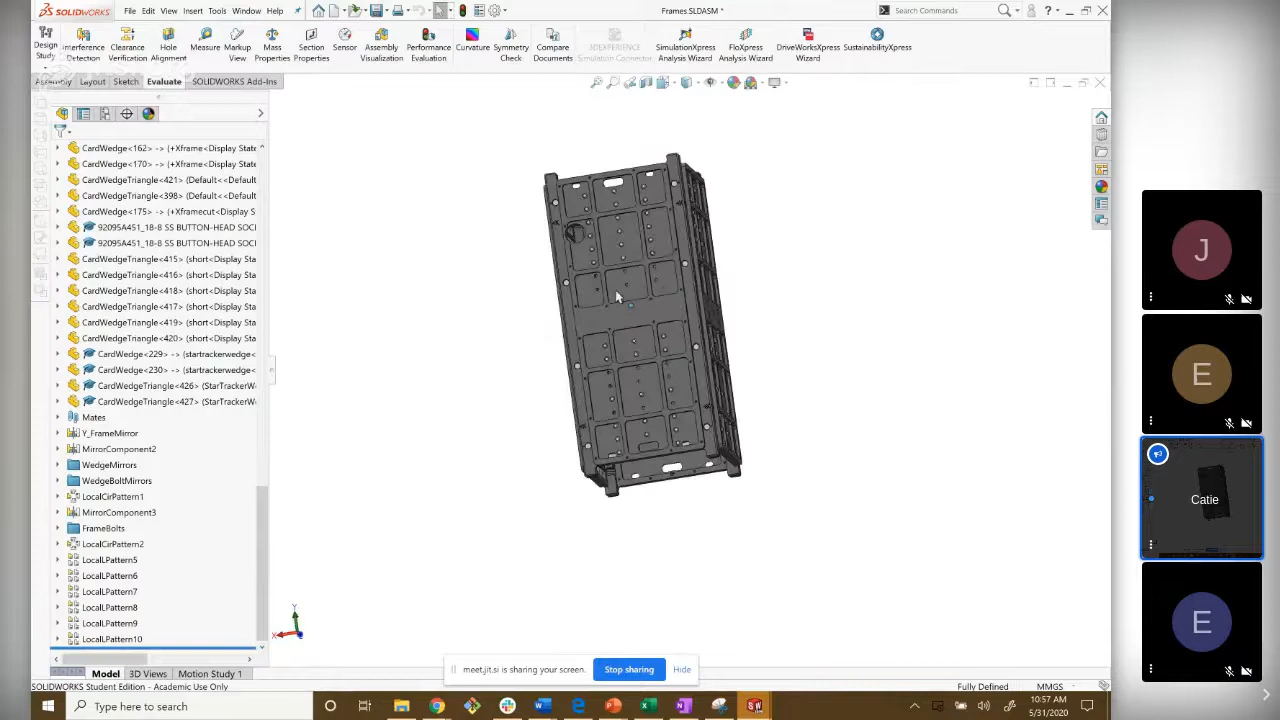 SOLIDWORKS File Edit View Insert Tools Window Help Frames.SLDASM * Search Commands
Design Study
Interference Detection
Clearance Verification
Hole Alignment
Measure
Markup View
Mass Properties
Section Properties
Sensor
Assembly Visualization
Performance Evaluation
Curvature
Symmetry Check
Compare Documents
3DEXPERIENCE Simulation Connector
SimulationXpress Analysis Wizard
FloXpress Analysis Wizard
DriveWorksXpress Wizard
SustainabilityXpress
Assembly Layout Sketch Evaluate SOLIDWORKS Add-Ins
CardWedge<162> -> (+Xframe<Display State
CardWedge<170> -> (+Xframe<Display State
CardWedgeTriangle<421> (Default<<Default
CardWedgeTriangle<398> (Default<<Default
CardWedge<175> -> (+Xframecut<Display S
92095A451_18-8 SS BUTTON-HEAD SOCI
92095A451_18-8 SS BUTTON-HEAD SOCI
CardWedgeTriangle<415> (short<Display Sta
CardWedgeTriangle<416> (short<Display Sta
CardWedgeTriangle<418> (short<Display Sta
CardWedgeTriangle<417> (short<Display Sta
CardWedgeTriangle<419> (short<Display Sta
CardWedgeTriangle<420> (short<Display Sta
CardWedge<229> -> (startrackerwedge<
CardWedge<230> -> (startrackerwedge<
CardWedgeTriangle<426> (StarTrackerW
CardWedgeTriangle<427> (StarTrackerW
Mates
Y_FrameMirror
MirrorComponent2
WedgeMirrors
WedgeBoltMirrors
LocalCirPattern1
MirrorComponent3
FrameBolts
LocalCirPattern2
LocalLPattern5
LocalLPattern6
LocalLPattern7
LocalLPattern8
LocalLPattern9
LocalLPattern10
Y
X
Model 3D Views Motion Study 1
meet.jit.si is sharing your screen. Stop sharing Hide
SOLIDWORKS Student Edition - Academic Use Only Fully Defined MMGS
Type here to search
10:57 AM
5/31/2020
J
E
Catie
E